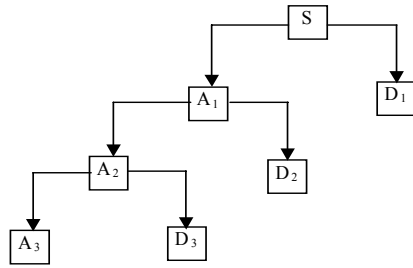 S
A₁ D₁
A₂ D₂
A₃ D₃